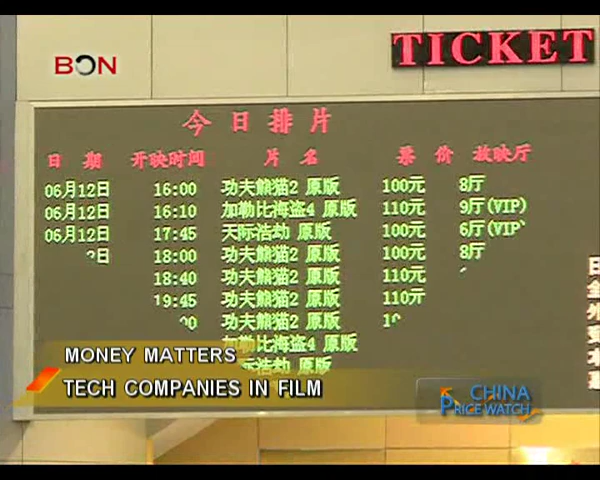 BON
TICKET
今日排片
日 期 开映时间 片 名 票 价 放映厅
06月12日 16:00 功夫熊猫2 原版 100元 8厅
06月12日 16:10 加勒比海盗4 原版 110元 9厅(VIP)
06月12日 17:45 天际浩劫 原版 100元 6厅(VIP)
2日 18:00 功夫熊猫2 原版 100元 8厅
18:40 功夫熊猫2 原版 110元
19:45 功夫熊猫2 原版 110元
功夫熊猫2 原版
加勒比海盗4 原版
浩劫 原版
MONEY MATTERS
TECH COMPANIES IN FILM
CHINA
PRICE WATCH